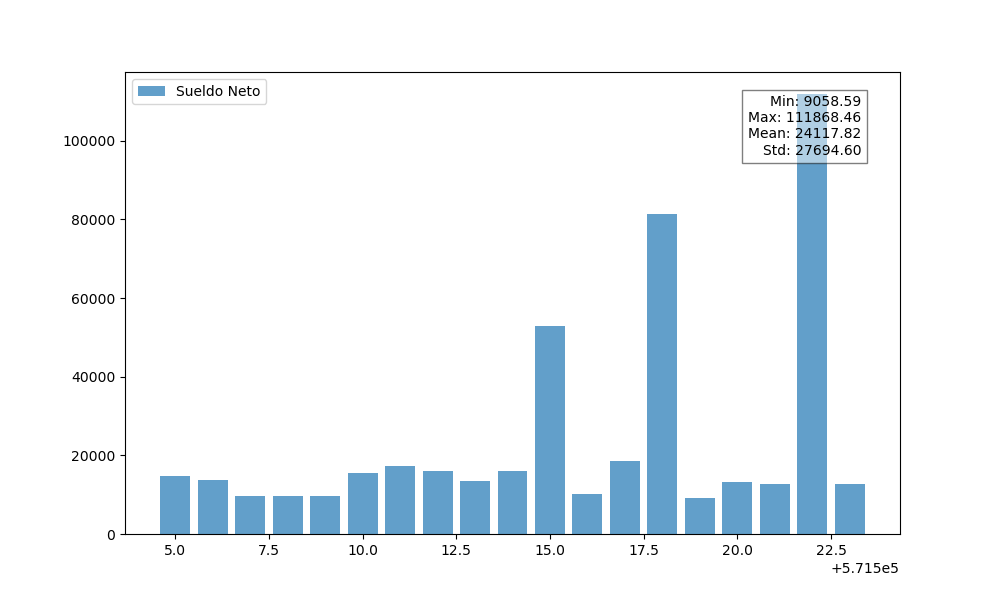 Sueldo Neto
Min: 9058.59
Max: 111868.46
Mean: 24117.82
Std: 27694.60
100000
80000
60000
40000
20000
0
5.0 7.5 10.0 12.5 15.0 17.5 20.0 22.5
+5.715e5